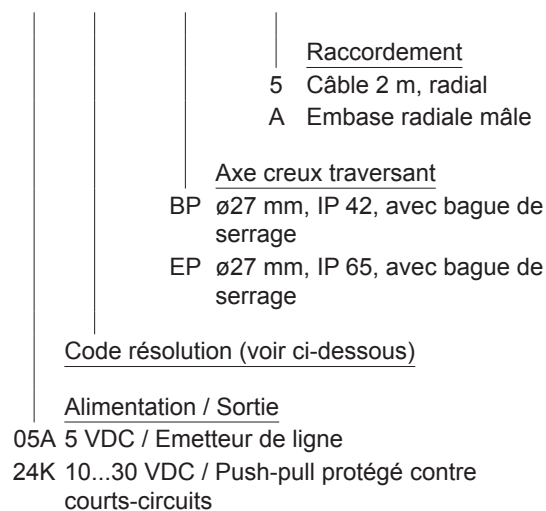 Raccordement
5 Câble 2 m, radial
A Embase radiale mâle
Axe creux traversant
BP ø27 mm, IP 42, avec bague de
serrage
EP ø27 mm, IP 65, avec bague de
serrage
Code résolution (voir ci-dessous)
Alimentation / Sortie
05A 5 VDC / Emetteur de ligne
24K 10...30 VDC / Push-pull protégé contre
courts-circuits